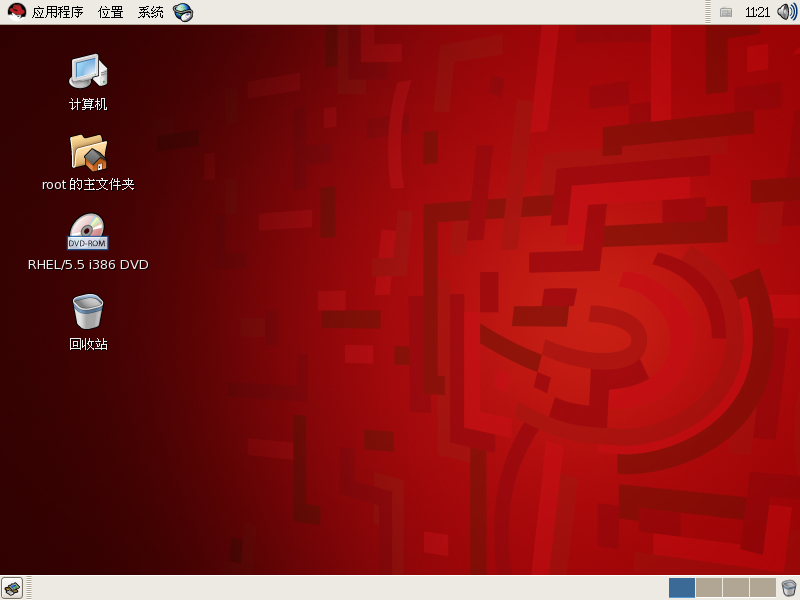 应用程序 位置 系统 11:21
计算机
root 的主文件夹
DVD-ROM
RHEL/5.5 i386 DVD
回收站